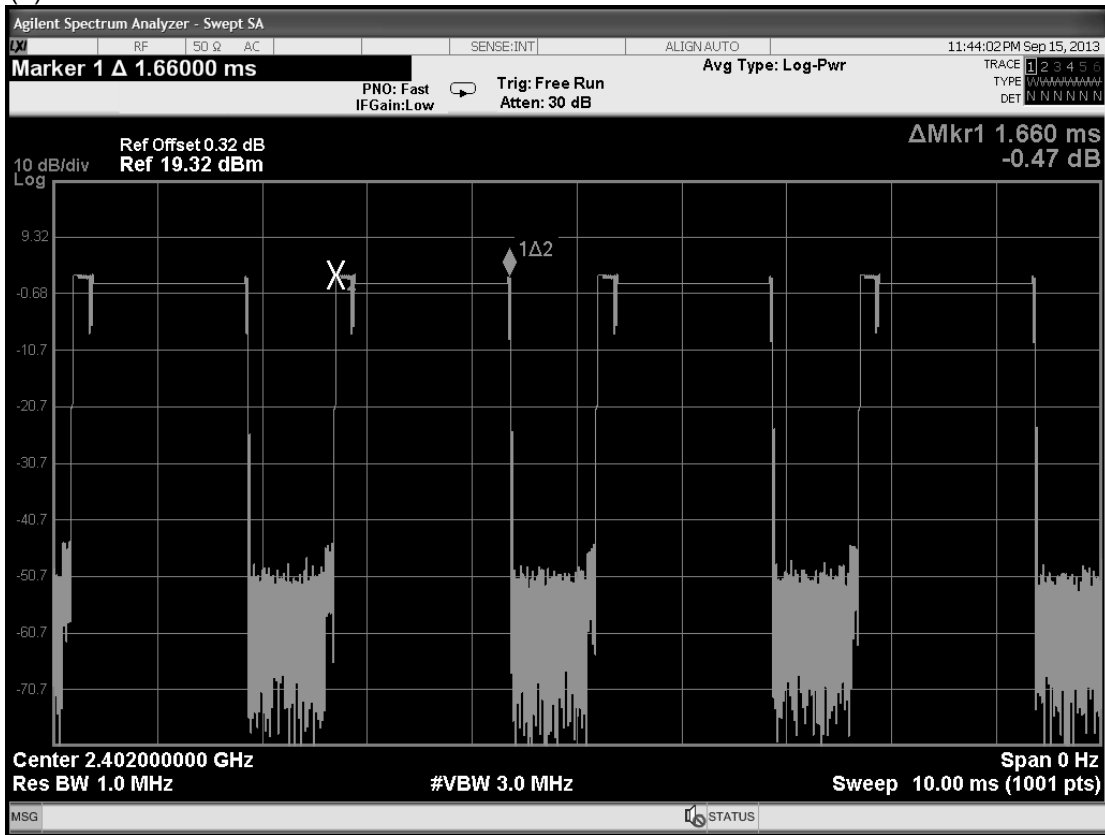 Agilent Spectrum Analyzer - Swept SA
LXI RF 50 Ω AC SENSE:INT ALIGN AUTO 11:44:02 PM Sep 15, 2013
Marker 1 Δ 1.66000 ms
PNO: Fast
IFGain:Low
Trig: Free Run
Atten: 30 dB
Avg Type: Log-Pwr
TRACE 1 2 3 4 5 6
TYPE WWWWWW
DET N N N N N N
ΔMkr1 1.660 ms
-0.47 dB
Ref Offset 0.32 dB
10 dB/div Ref 19.32 dBm
Log
9.32
1Δ2
X2
-0.68
-10.7
-20.7
-30.7
-40.7
-50.7
-60.7
-70.7
Center 2.402000000 GHz Span 0 Hz
Res BW 1.0 MHz #VBW 3.0 MHz Sweep 10.00 ms (1001 pts)
MSG STATUS